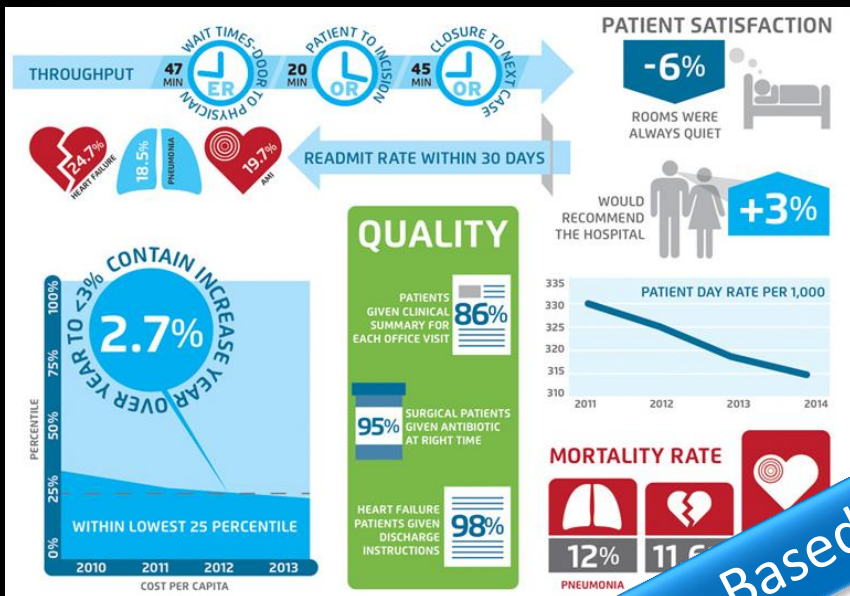 THROUGHPUT
47
MIN
WAIT TIMES-DOOR TO PHYSICIAN
ER
20
MIN
PATIENT TO INCISION
OR
45
MIN
CLOSURE TO NEXT CASE
OR
PATIENT SATISFACTION
-6%
ROOMS WERE
ALWAYS QUIET
24.7%
HEART FAILURE
18.5%
PNEUMONIA
19.7%
AMI
READMIT RATE WITHIN 30 DAYS
WOULD
RECOMMEND
THE HOSPITAL
+3%
CONTAIN INCREASE YEAR OVER YEAR TO <3%
2.7%
PERCENTILE
100%
75%
50%
25%
0%
WITHIN LOWEST 25 PERCENTILE
2010 2011 2012 2013
COST PER CAPITA
QUALITY
PATIENTS
GIVEN CLINICAL
SUMMARY FOR
EACH OFFICE VISIT
86%
95%
SURGICAL PATIENTS
GIVEN ANTIBIOTIC
AT RIGHT TIME
HEART FAILURE
PATIENTS GIVEN
DISCHARGE
INSTRUCTIONS
98%
PATIENT DAY RATE PER 1,000
335
330
325
320
315
310
2011 2012 2013 2014
MORTALITY RATE
12%
PNEUMONIA
Based